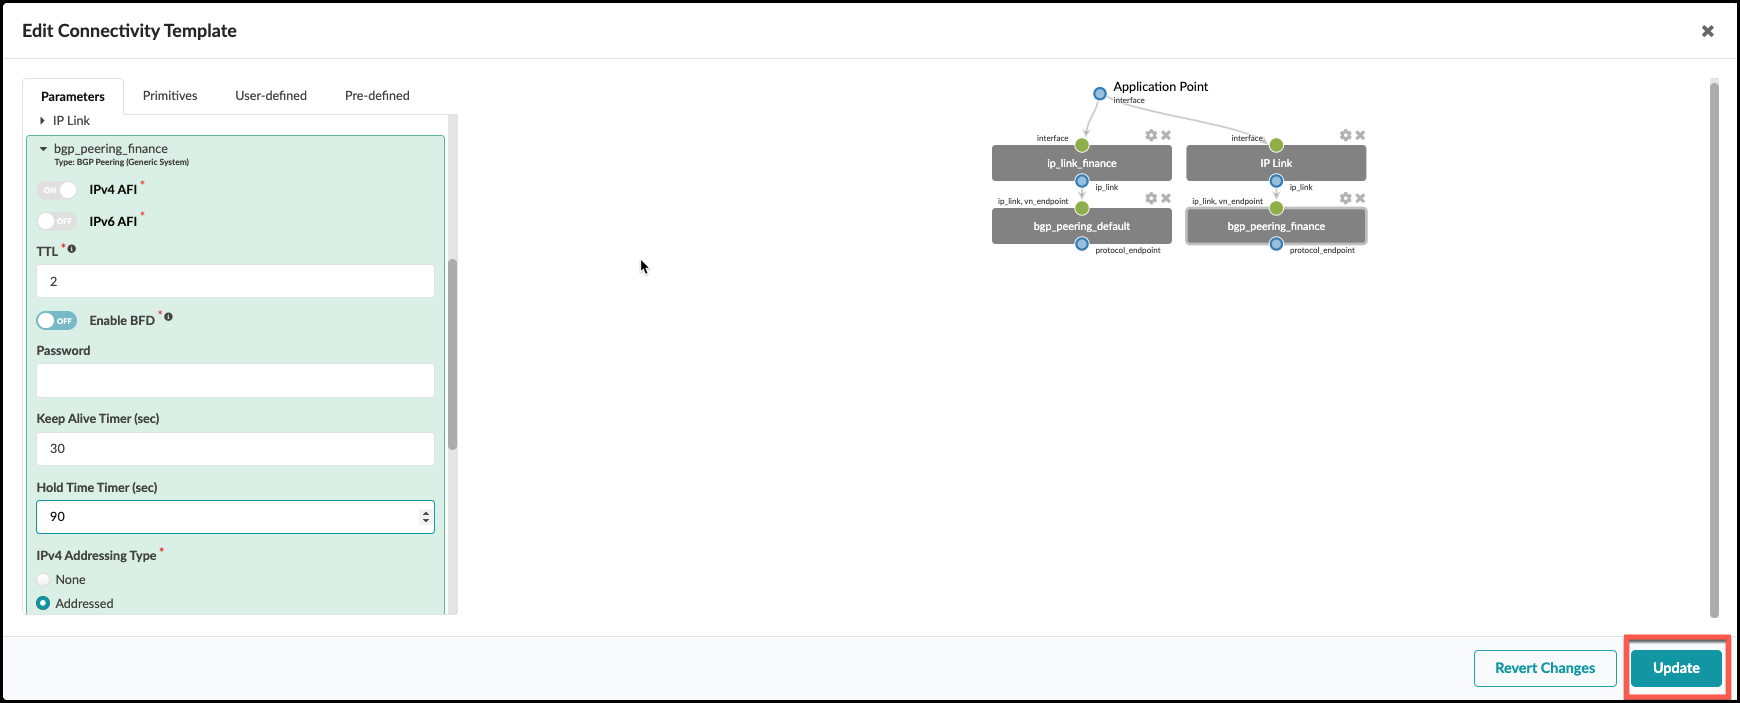 Edit Connectivity Template
Parameters Primitives User-defined Pre-defined
IP Link
bgp_peering_finance
Type: BGP Peering (Generic System)
ON IPv4 AFI *
OFF IPv6 AFI *
TTL *
2
OFF Enable BFD *
Password
Keep Alive Timer (sec)
30
Hold Time Timer (sec)
90
IPv4 Addressing Type *
None
Addressed
Application Point
interface
interface
ip_link_finance
ip_link
ip_link, vn_endpoint
bgp_peering_default
protocol_endpoint
interface
IP Link
ip_link
ip_link, vn_endpoint
bgp_peering_finance
protocol_endpoint
Revert Changes Update